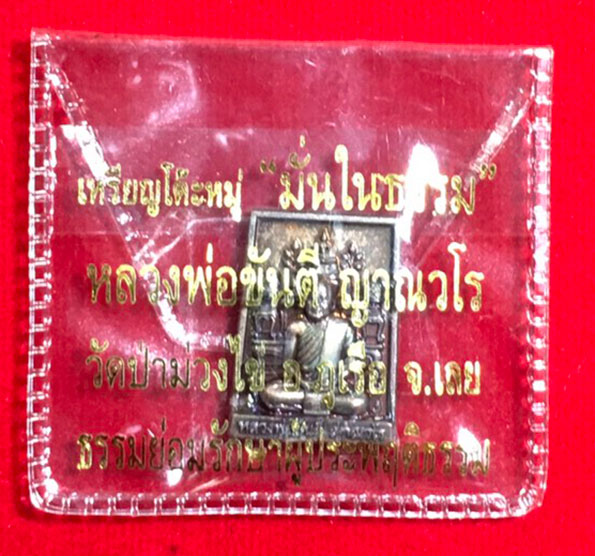 เหรียญโต๊ะหมู่ "มั่นในธรรม"
หลวงพ่อขันตี ญาณวโร
วัดป่าม่วงไข่ อ.ภูเรือ จ.เลย
ธรรมย่อมรักษาผู้ประพฤติธรรม